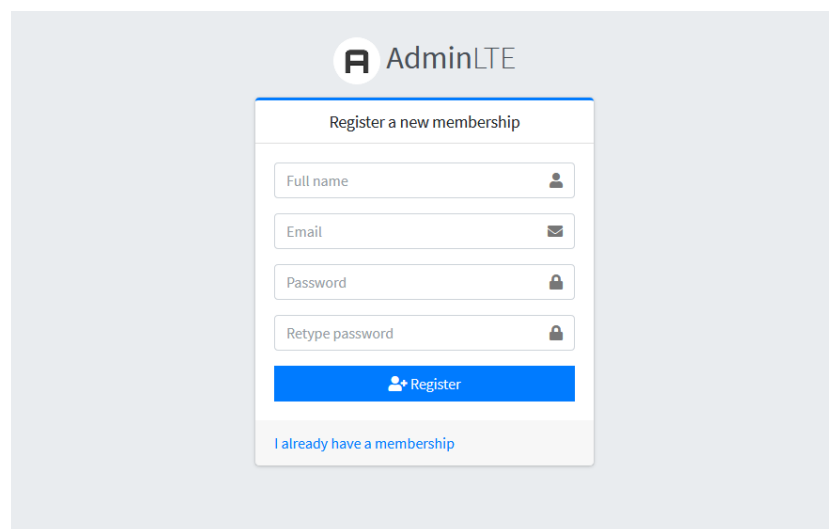 AdminLTE
Register a new membership
Full name
Email
Password
Retype password
Register
I already have a membership